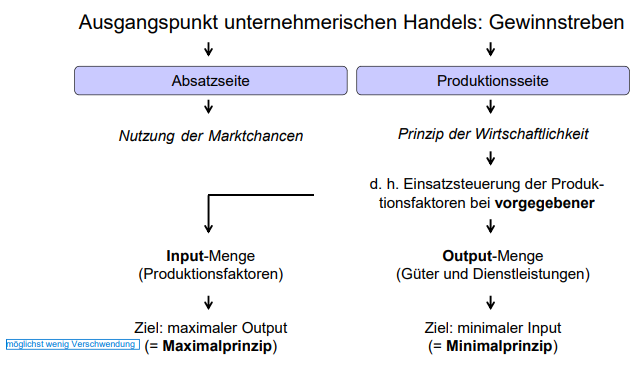 Ausgangspunkt unternehmerischen Handels: Gewinnstreben
Absatzseite
Produktionsseite
Nutzung der Marktchancen
Prinzip der Wirtschaftlichkeit
d. h. Einsatzsteuerung der Produk-
tionsfaktoren bei vorgegebener
Input-Menge
(Produktionsfaktoren)
Output-Menge
(Güter und Dienstleistungen)
Ziel: maximaler Output
(= Maximalprinzip)
möglichst wenig Verschwendung
Ziel: minimaler Input
(= Minimalprinzip)